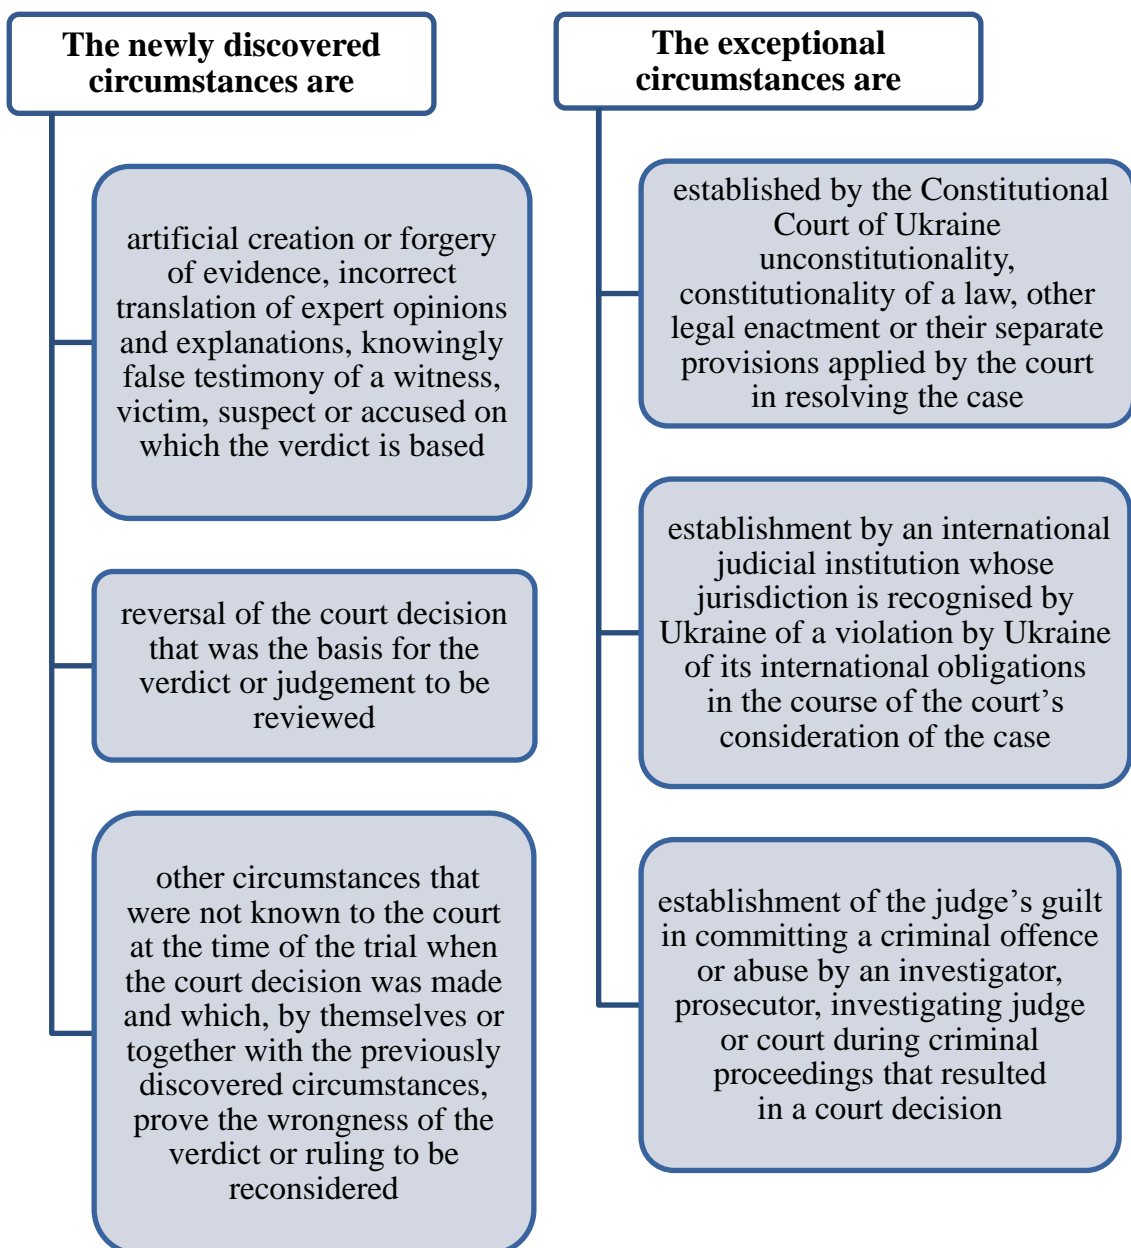 The newly discovered
circumstances are
artificial creation or forgery
of evidence, incorrect
translation of expert opinions
and explanations, knowingly
false testimony of a witness,
victim, suspect or accused on
which the verdict is based
reversal of the court decision
that was the basis for the
verdict or judgement to be
reviewed
other circumstances that
were not known to the court
at the time of the trial when
the court decision was made
and which, by themselves or
together with the previously
discovered circumstances,
prove the wrongness of the
verdict or ruling to be
reconsidered
The exceptional
circumstances are
established by the Constitutional
Court of Ukraine
unconstitutionality,
constitutionality of a law, other
legal enactment or their separate
provisions applied by the court
in resolving the case
establishment by an international
judicial institution whose
jurisdiction is recognised by
Ukraine of a violation by Ukraine
of its international obligations
in the course of the court’s
consideration of the case
establishment of the judge’s guilt
in committing a criminal offence
or abuse by an investigator,
prosecutor, investigating judge
or court during criminal
proceedings that resulted
in a court decision